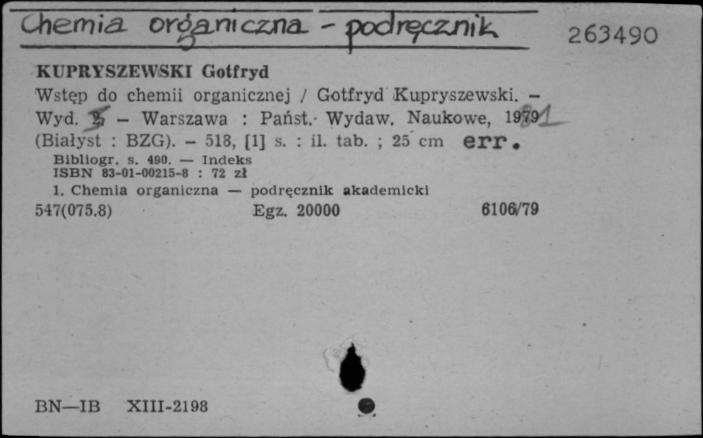 Chemia organiczna - podręcznik
263490
KUPRYSZEWSKI Gotfryd
Wstęp do chemii organicznej / Gotfryd Kupryszewski. –
Wyd. 3 – Warszawa : Państ. Wydaw. Naukowe, 1981
(Białyst : BZG). – 518, [1] s. : il. tab. ; 25 cm err.
Bibliogr. s. 490. — Indeks
ISBN 83-01-00215-8 : 72 zł
1. Chemia organiczna — podręcznik akademicki
547(075.8) Egz. 20000 6106/79
BN—IB XIII-2198